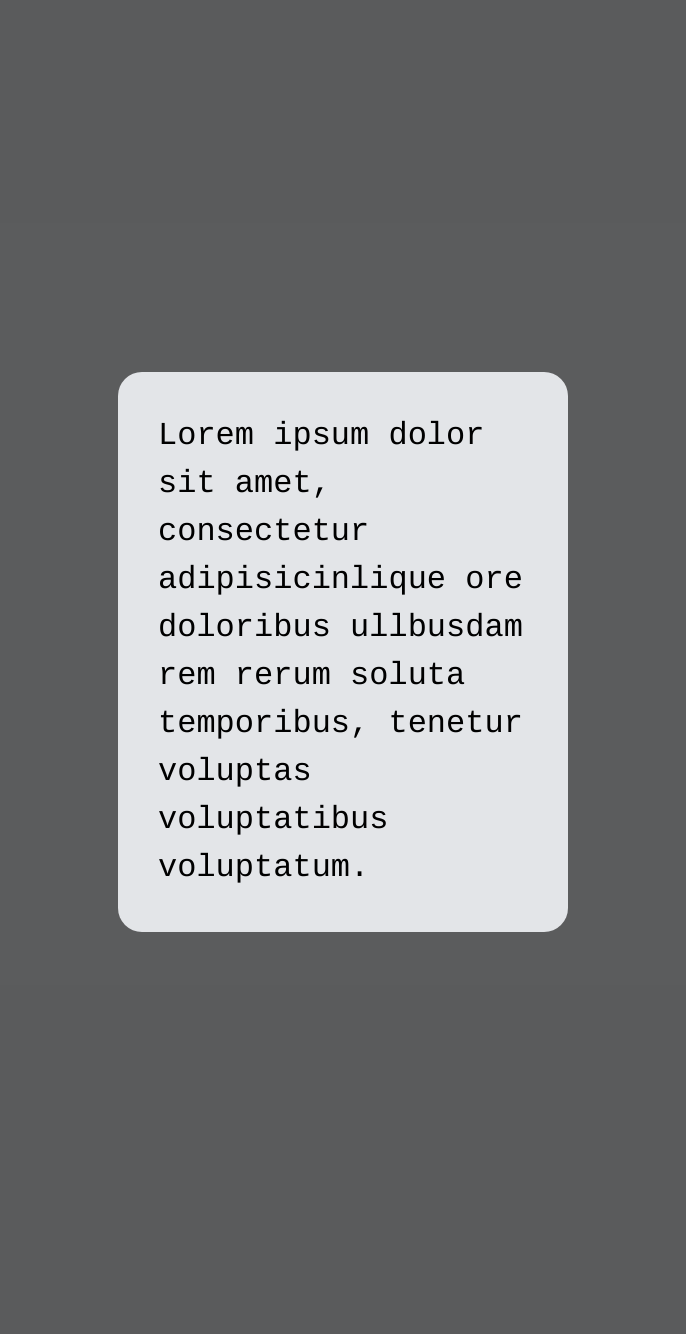 Lorem ipsum dolor
sit amet,
consectetur
adipisicinlique ore
doloribus ullbusdam
rem rerum soluta
temporibus, tenetur
voluptas
voluptatibus
voluptatum.